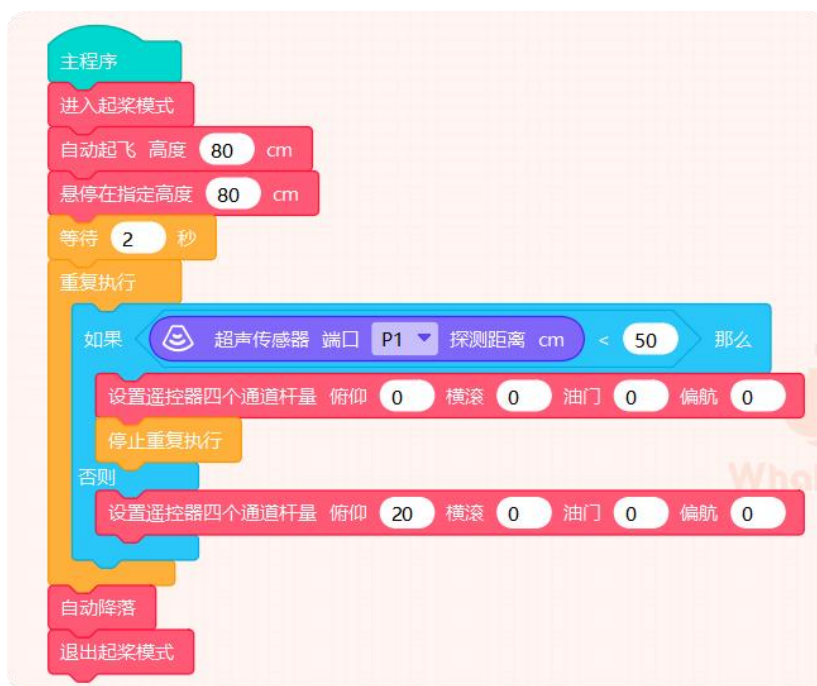 主程序
进入起桨模式
自动起飞 高度 80 cm
悬停在指定高度 80 cm
等待 2 秒
重复执行
如果 超声传感器 端口 P1 探测距离 cm < 50 那么
设置遥控器四个通道杆量 俯仰 0 横滚 0 油门 0 偏航 0
停止重复执行
否则
设置遥控器四个通道杆量 俯仰 20 横滚 0 油门 0 偏航 0
自动降落
退出起桨模式